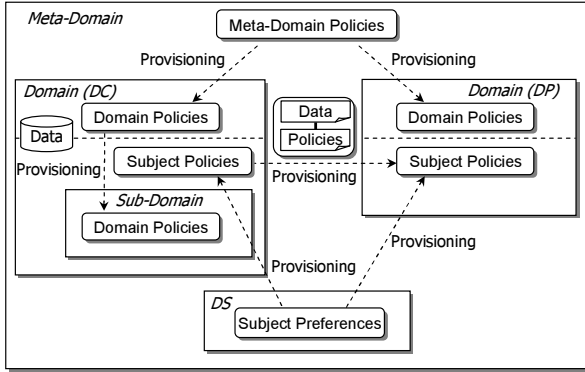 Meta-Domain
Meta-Domain Policies
Provisioning
Provisioning
Domain (DC)
Domain (DP)
Domain Policies
Data
Domain Policies
Data
Policies
Provisioning
Subject Policies
Subject Policies
Provisioning
Sub-Domain
Domain Policies
Provisioning
Provisioning
DS
Subject Preferences